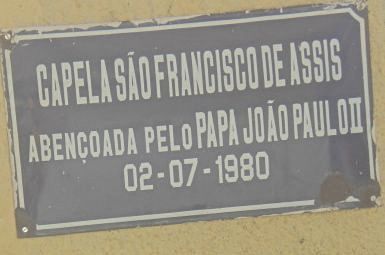 CAPELA SÃO FRANCISCO DE ASSIS
ABENÇOADA PELO PAPA JOÃO PAULO II
02-07-1980